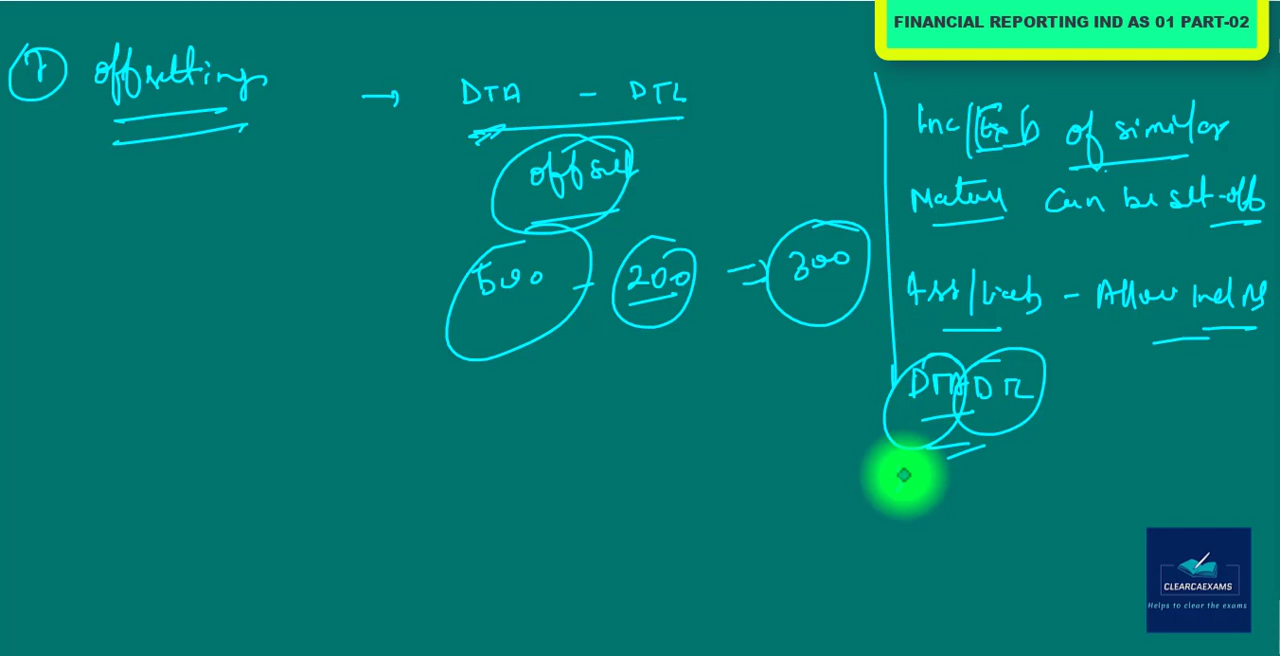 FINANCIAL REPORTING IND AS 01 PART-02
7 offsetting → DTA - DTL
offset
500 - 200 => 300
Inc/Exp of similar
Nature Can be set-off
Ass/Liab - Allow Ind AS
DTA DTL
CLEARCAEXAMS
Helps to clear the exams